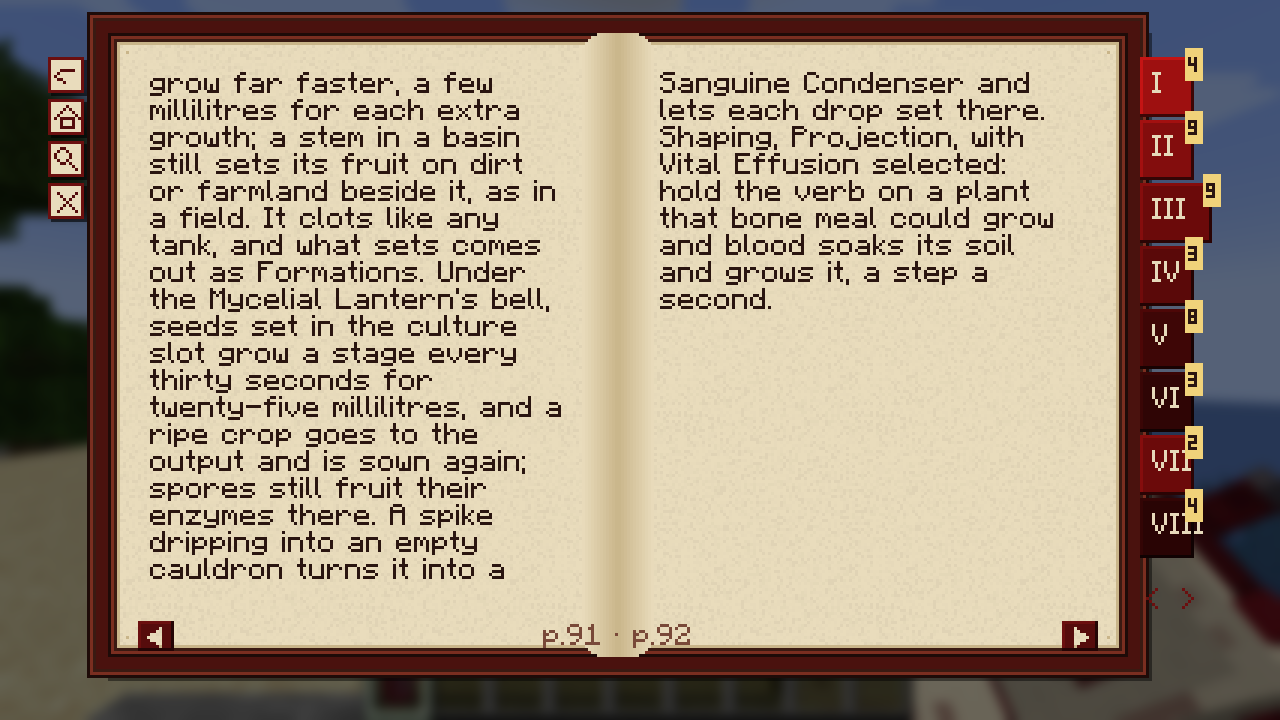 grow far faster, a few
millilitres for each extra
growth; a stem in a basin
still sets its fruit on dirt
or farmland beside it, as in
a field. It clots like any
tank, and what sets comes
out as Formations. Under
the Mycelial Lantern's bell,
seeds set in the culture
slot grow a stage every
thirty seconds for
twenty-five millilitres, and a
ripe crop goes to the
output and is sown again;
spores still fruit their
enzymes there. A spike
dripping into an empty
cauldron turns it into a
p.91 · p.92
Sanguine Condenser and
lets each drop set there.
Shaping, Projection, with
Vital Effusion selected:
hold the verb on a plant
that bone meal could grow
and blood soaks its soil
and grows it, a step a
second.
I 4
II 9
III 9
IV 3
V 8
VI 3
VII 2
VIII 4